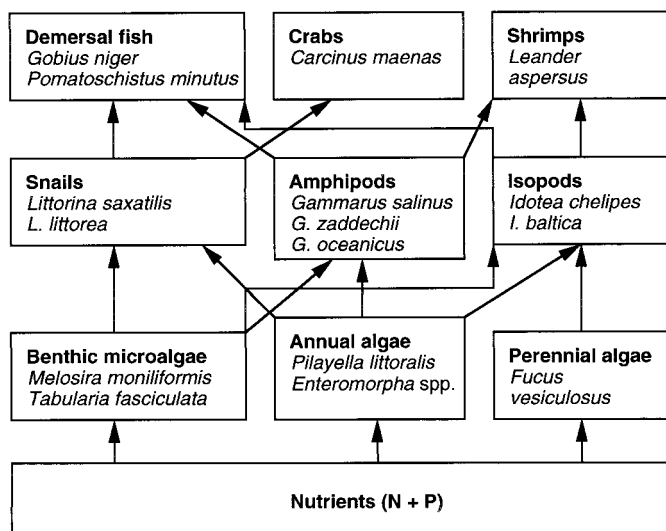 Demersal fish
Gobius niger
Pomatoschistus minutus
Crabs
Carcinus maenas
Shrimps
Leander
aspersus
Snails
Littorina saxatilis
L. littorea
Amphipods
Gammarus salinus
G. zaddechii
G. oceanicus
Isopods
Idotea chelipes
I. baltica
Benthic microalgae
Melosira moniliformis
Tabularia fasciculata
Annual algae
Pilayella littoralis
Enteromorpha spp.
Perennial algae
Fucus
vesiculosus
Nutrients (N + P)